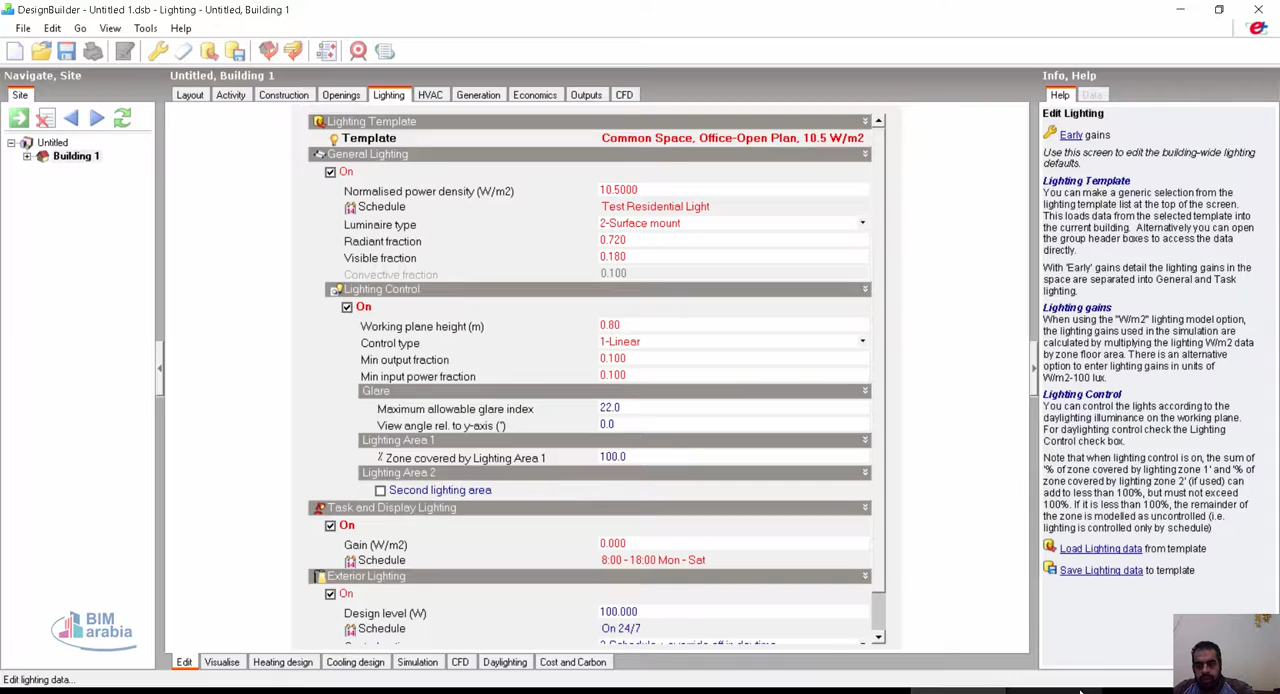 DesignBuilder - Untitled 1.dsb - Lighting - Untitled, Building 1
File Edit Go View Tools Help
Navigate, Site
Site
Untitled
Building 1
BIM
arabia
Untitled, Building 1
Layout Activity Construction Openings Lighting HVAC Generation Economics Outputs CFD
Lighting Template
Template Common Space, Office-Open Plan, 10.5 W/m2
General Lighting
On
Normalised power density (W/m2) 10.5000
Schedule Test Residential Light
Luminaire type 2-Surface mount
Radiant fraction 0.720
Visible fraction 0.180
Convective fraction 0.100
Lighting Control
On
Working plane height (m) 0.80
Control type 1-Linear
Min output fraction 0.100
Min input power fraction 0.100
Glare
Maximum allowable glare index 22.0
View angle rel. to y-axis (°) 0.0
Lighting Area 1
% Zone covered by Lighting Area 1 100.0
Lighting Area 2
Second lighting area
Task and Display Lighting
On
Gain (W/m2) 0.000
Schedule 8:00 - 18:00 Mon - Sat
Exterior Lighting
On
Design level (W) 100.000
Schedule On 24/7
Edit Visualise Heating design Cooling design Simulation CFD Daylighting Cost and Carbon
Edit lighting data...
Info, Help
Help Data
Edit Lighting
Early gains
Use this screen to edit the building-wide lighting
defaults.
Lighting Template
You can make a generic selection from the
lighting template list at the top of the screen.
This loads data from the selected template into
the current building. Alternatively you can open
the group header boxes to access the data
directly.
With 'Early' gains detail the lighting gains in the
space are separated into General and Task
lighting.
Lighting gains
When using the "W/m2" lighting model option,
the lighting gains used in the simulation are
calculated by multiplying the lighting W/m2 data
by zone floor area. There is an alternative
option to enter lighting gains in units of
W/m2-100 lux.
Lighting Control
You can control the lights according to the
daylighting illuminance on the working plane.
For daylighting control check the Lighting
Control check box.
Note that when lighting control is on, the sum of
'% of zone covered by lighting zone 1' and '% of
zone covered by lighting zone 2' (if used) can
add to less than 100%, but must not exceed
100%. If it is less than 100%, the remainder of
the zone is modelled as uncontrolled (i.e.
lighting is controlled only by schedule)
Load Lighting data from template
Save Lighting data to template